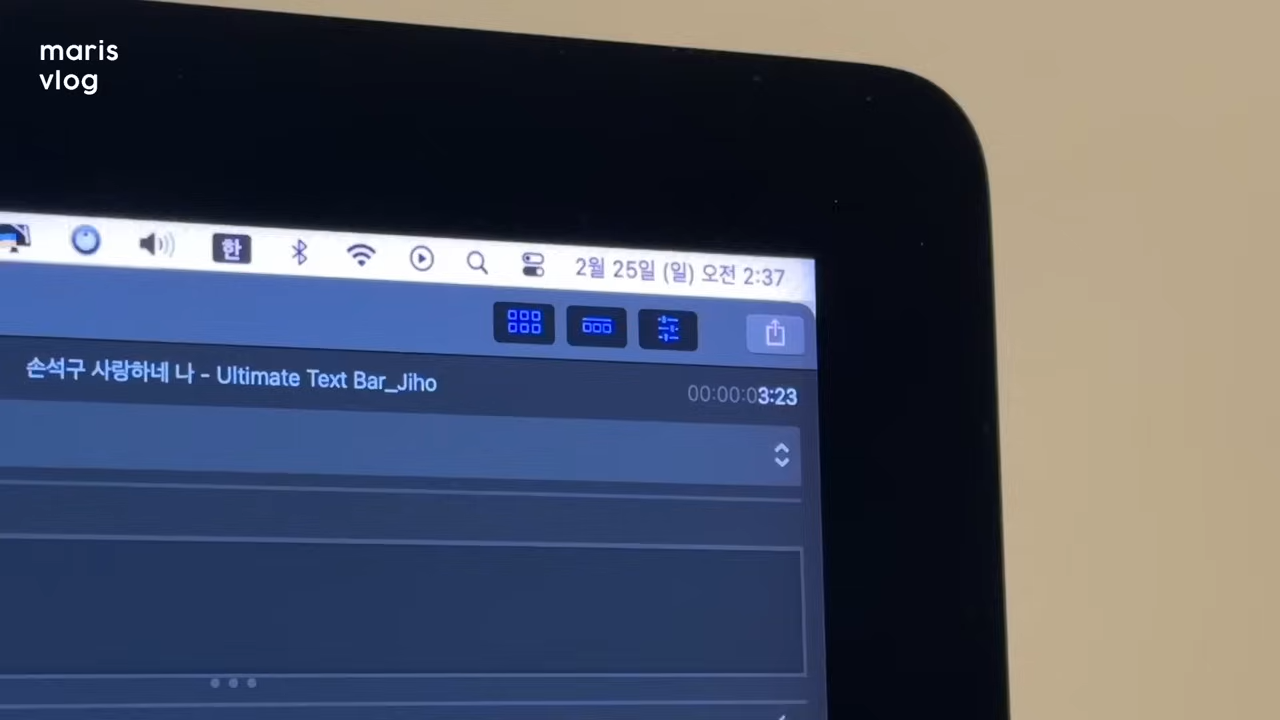 maris
vlog
한
2월 25일 (일) 오전 2:37
손석구 사랑하네 나 - Ultimate Text Bar_Jiho
00:00:03:23